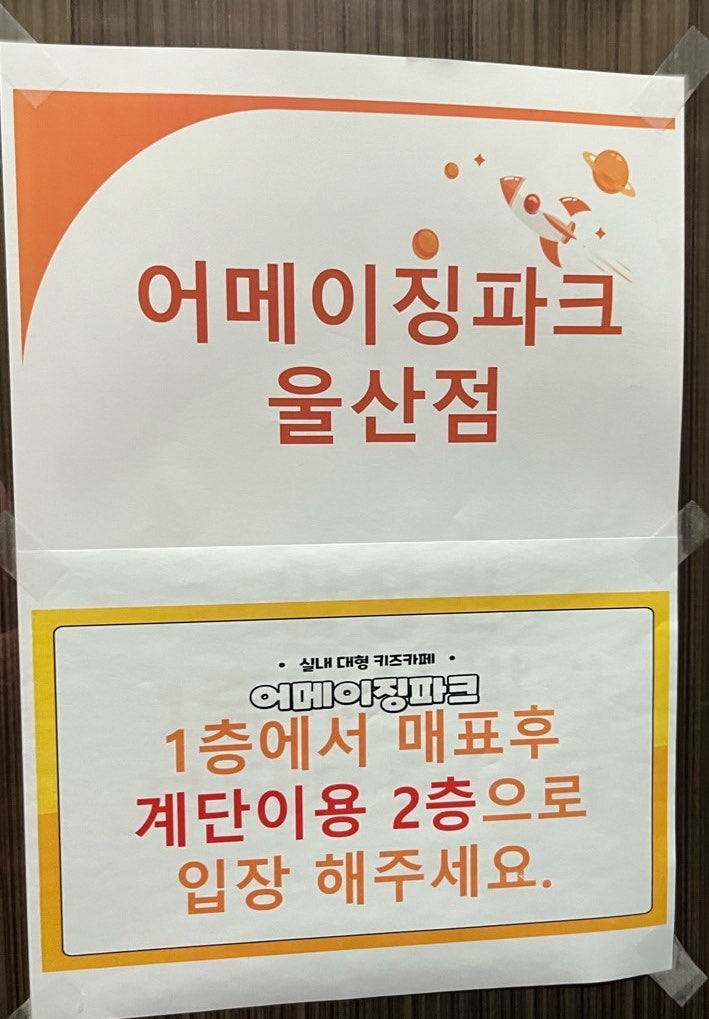 어메이징파크
울산점
• 실내 대형 키즈카페 •
어메이징파크
1층에서 매표후
계단이용 2층으로
입장 해주세요.